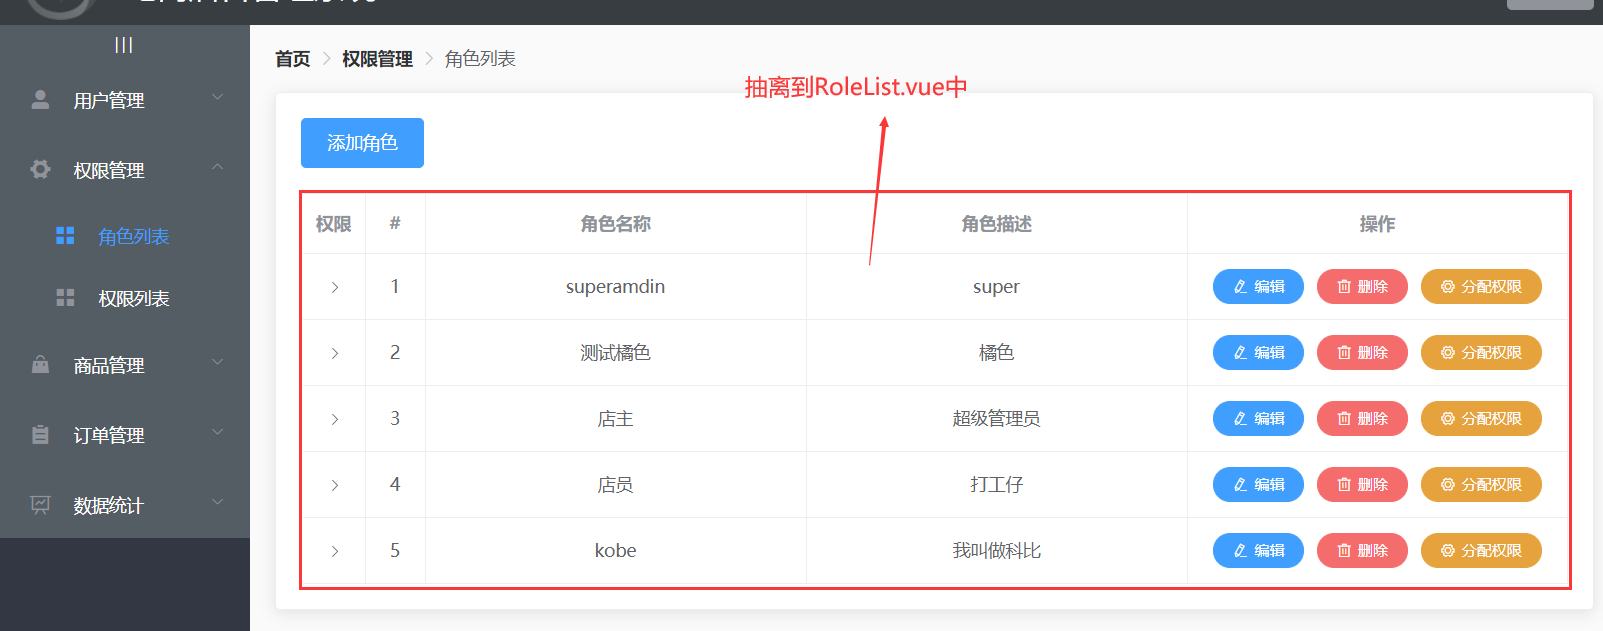 |||
首页 > 权限管理 > 角色列表
用户管理
权限管理
角色列表
权限列表
商品管理
订单管理
数据统计
抽离到RoleList.vue中
添加角色
权限 # 角色名称 角色描述 操作
> 1 superamdin super 编辑 删除 分配权限
> 2 测试橘色 橘色 编辑 删除 分配权限
> 3 店主 超级管理员 编辑 删除 分配权限
> 4 店员 打工仔 编辑 删除 分配权限
> 5 kobe 我叫做科比 编辑 删除 分配权限